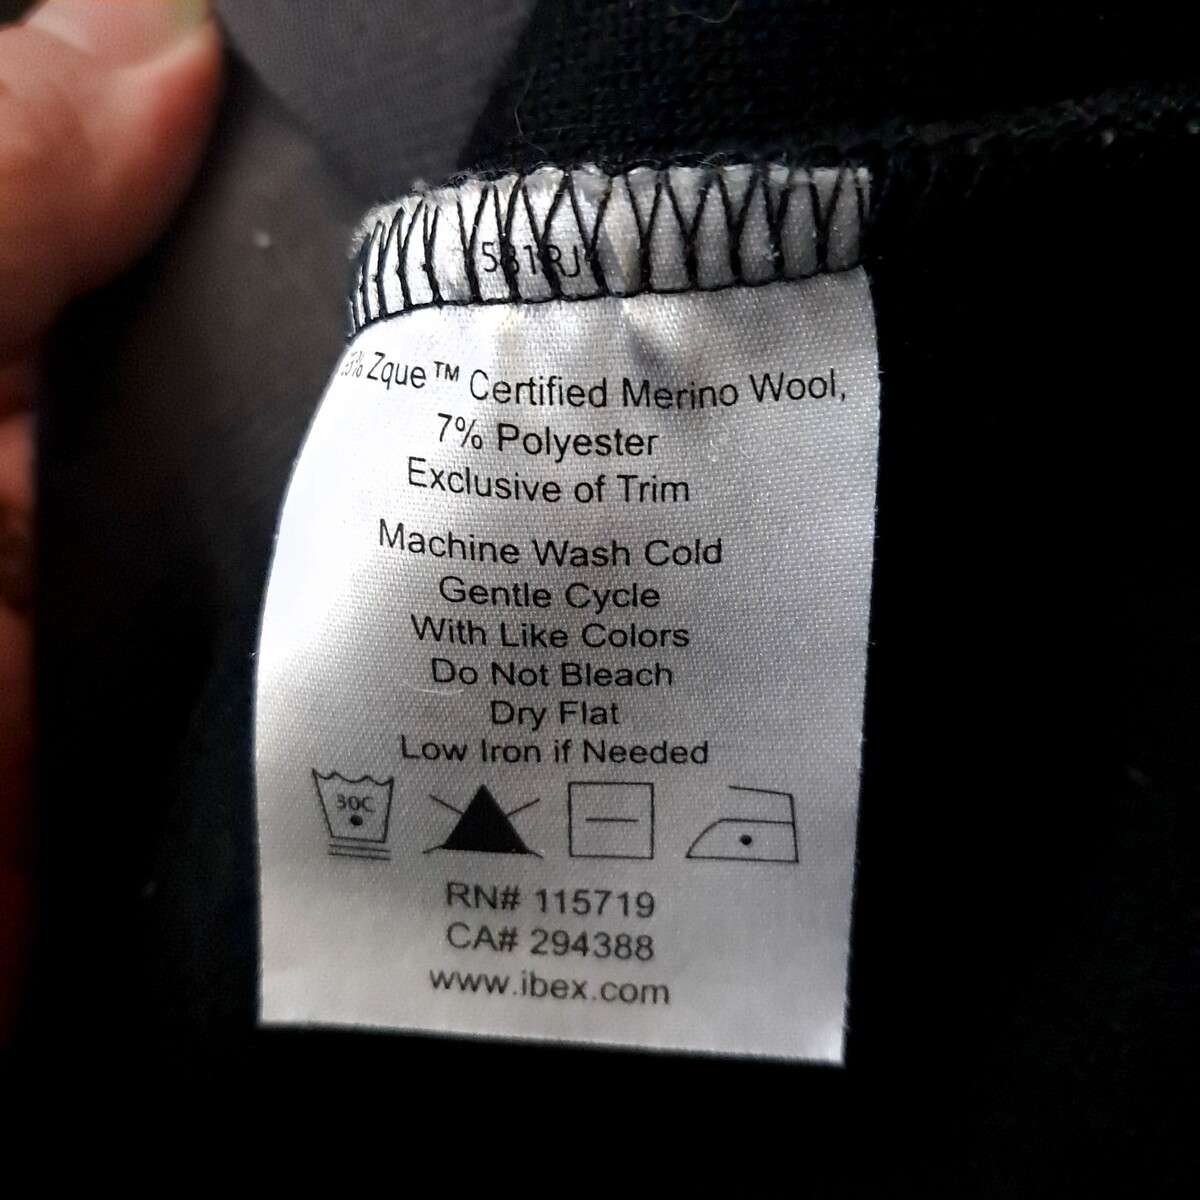 Zque™ Certified Merino Wool,
7% Polyester
Exclusive of Trim
Machine Wash Cold
Gentle Cycle
With Like Colors
Do Not Bleach
Dry Flat
Low Iron if Needed
30C
RN# 115719
CA# 294388
www.ibex.com